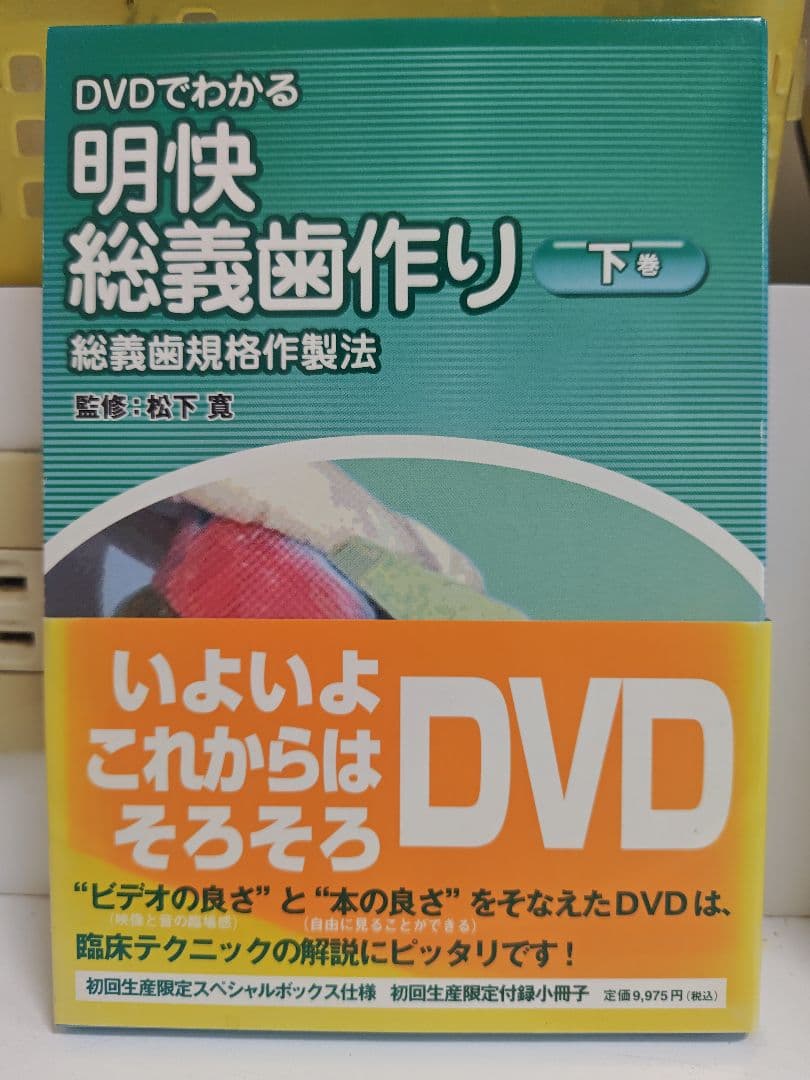 DVDでわかる
明快
総義歯作り 下巻
総義歯規格作製法
監修：松下 寛
いよいよ
これからは
そろそろ
DVD
“ビデオの良さ”と“本の良さ”をそなえたDVDは、
（映像と音の臨場感） （自由に見ることができる）
臨床テクニックの解説にピッタリです！
初回生産限定スペシャルボックス仕様 初回生産限定付録小冊子 定価9,975円（税込）